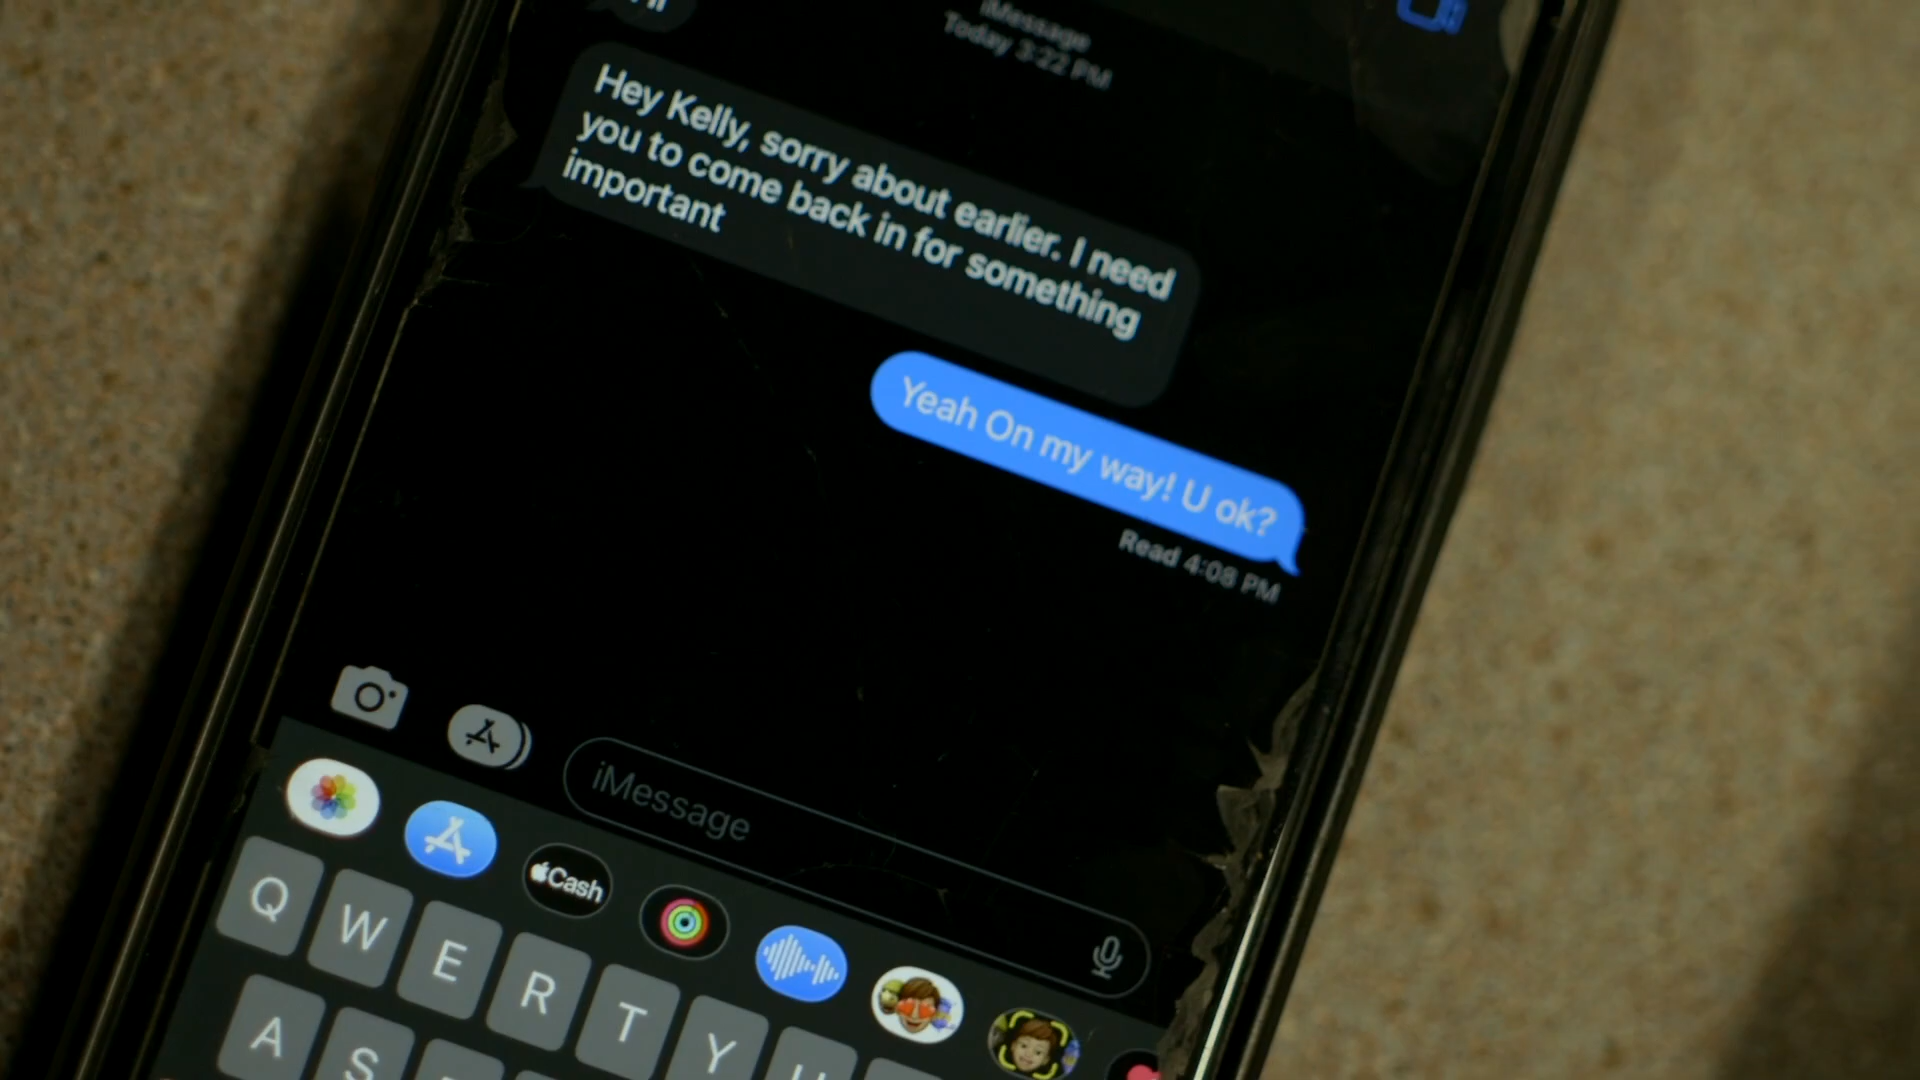 iMessage
Today 3:22 PM
Hey Kelly, sorry about earlier. I need
you to come back in for something
important
Yeah On my way! U ok?
Read 4:08 PM
iMessage
Cash
Q W E R T Y U
A S